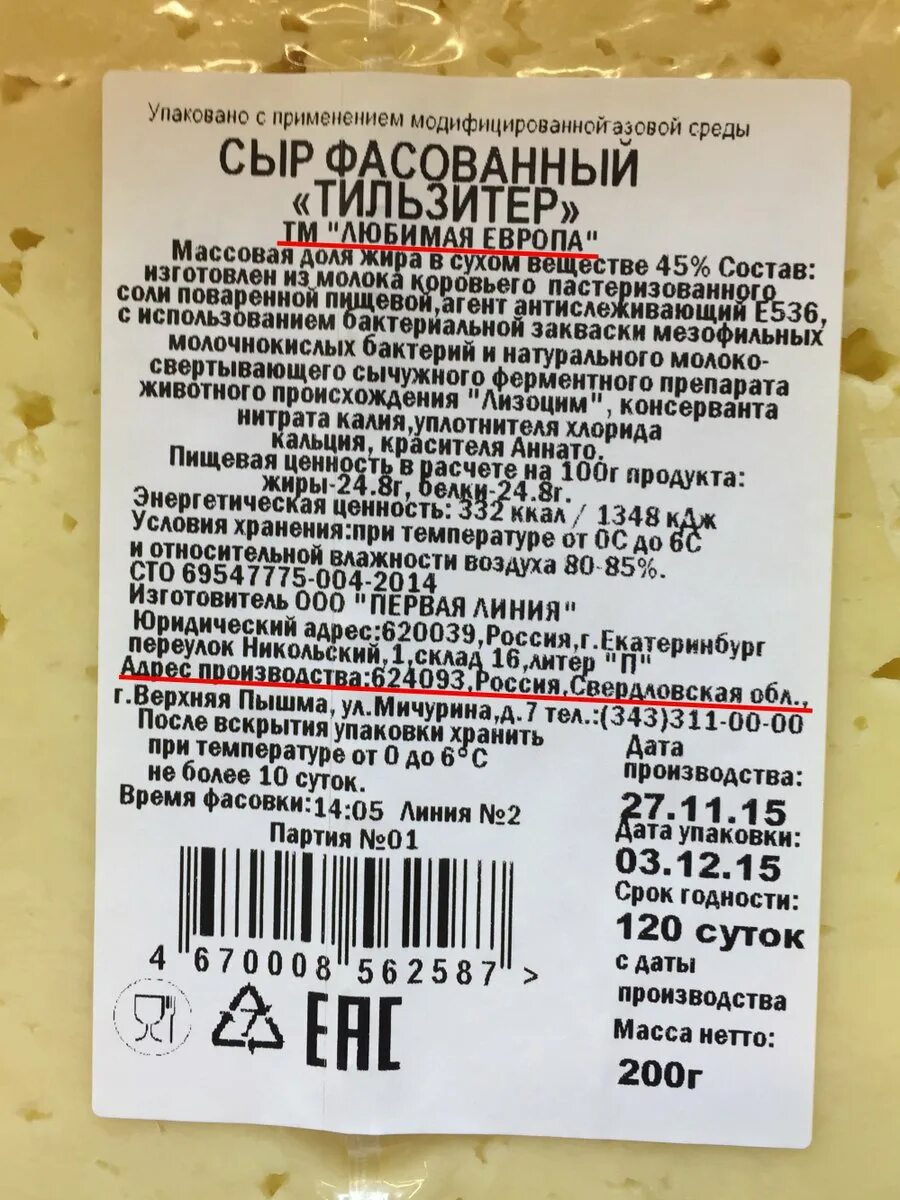 Упаковано с применением модифицированной газовой среды
СЫР ФАСОВАННЫЙ
«ТИЛЬЗИТЕР»
ТМ "ЛЮБИМАЯ ЕВРОПА"
Массовая доля жира в сухом веществе 45% Состав:
изготовлен из молока коровьего пастеризованного,
соли поваренной пищевой,агент антислеживающий Е536,
с использованием бактериальной закваски мезофильных
молочнокислых бактерий и натурального молоко-
свертывающего сычужного ферментного препарата
животного происхождения "Лизоцим", консерванта
нитрата калия,уплотнителя хлорида
кальция, красителя Аннато.
Пищевая ценность в расчете на 100г продукта:
жиры-24.8г, белки-24.8г.
Энергетическая ценность: 332 ккал / 1348 кДж
Условия хранения:при температуре от 0С до 6С
и относительной влажности воздуха 80-85%.
СТО 69547775-004-2014
Изготовитель ООО "ПЕРВАЯ ЛИНИЯ"
Юридический адрес:620039,Россия,г.Екатеринбург
переулок Никольский,1,склад 16,литер "П"
Адрес производства:624093,Россия,Свердловская обл.,
г.Верхняя Пышма, ул.Мичурина,д.7 тел.:(343)311-00-00
После вскрытия упаковки хранить
при температуре от 0 до 6°С
не более 10 суток.
Время фасовки:14:05 Линия №2
Партия №01
Дата
производства:
27.11.15
Дата упаковки:
03.12.15
Срок годности:
120 суток
с даты
производства
Масса нетто:
200г
4 670008 562587 >
7
ЕАС